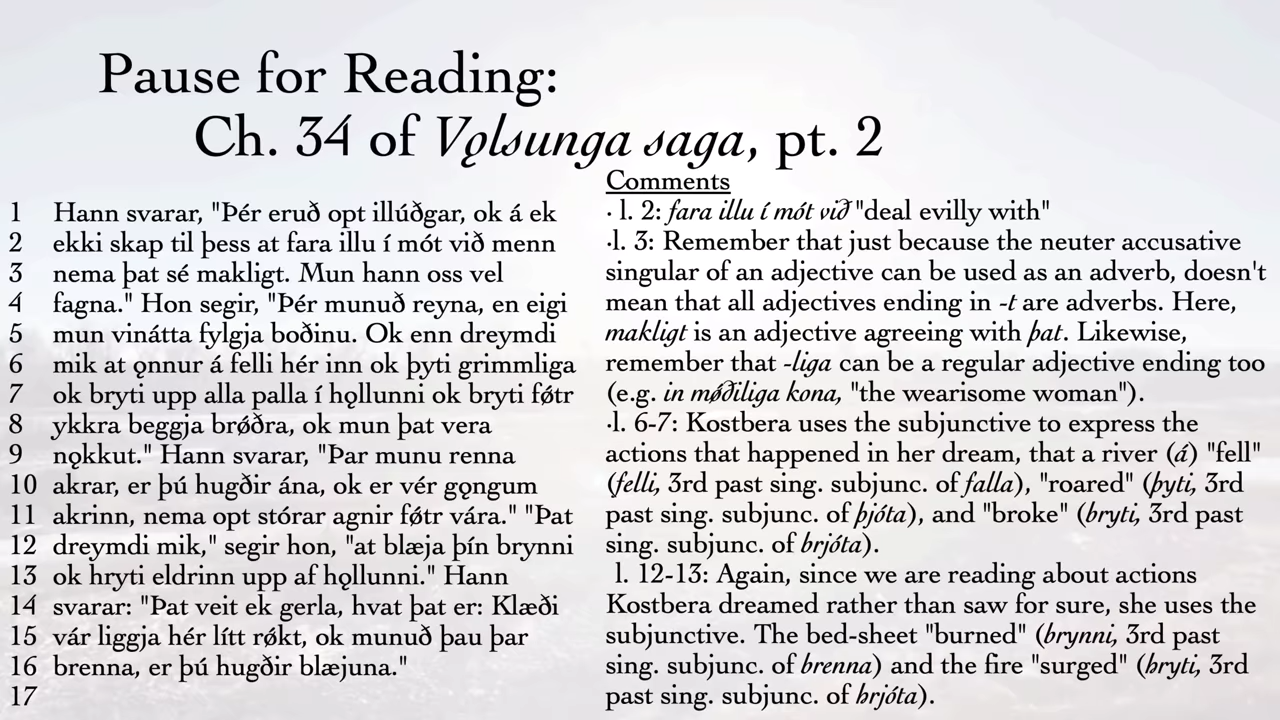 Pause for Reading:
Ch. 34 of Vǫlsunga saga, pt. 2
1 Hann svarar, "Þér eruð opt illúðgar, ok á ek
2 ekki skap til þess at fara illu í mót við menn
3 nema þat sé makligt. Mun hann oss vel
4 fagna." Hon segir, "Þér munuð reyna, en eigi
5 mun vinátta fylgja boðinu. Ok enn dreymdi
6 mik at ǫnnur á felli hér inn ok þyti grimmliga
7 ok bryti upp alla palla í hǫllunni ok bryti fǿtr
8 ykkra beggja brǿðra, ok mun þat vera
9 nǫkkut." Hann svarar, "Þar munu renna
10 akrar, er þú hugðir ána, ok er vér gǫngum
11 akrinn, nema opt stórar agnir fǿtr vára." "Þat
12 dreymdi mik," segir hon, "at blæja þín brynni
13 ok hryti eldrinn upp af hǫllunni." Hann
14 svarar: "Þat veit ek gerla, hvat þat er: Klæði
15 vár liggja hér lítt rǿkt, ok munuð þau þar
16 brenna, er þú hugðir blæjuna."
17
Comments
· l. 2: fara illu í mót við "deal evilly with"
·l. 3: Remember that just because the neuter accusative
singular of an adjective can be used as an adverb, doesn't
mean that all adjectives ending in -t are adverbs. Here,
makligt is an adjective agreeing with þat. Likewise,
remember that -liga can be a regular adjective ending too
(e.g. in mǿðiliga kona, "the wearisome woman").
·l. 6-7: Kostbera uses the subjunctive to express the
actions that happened in her dream, that a river (á) "fell"
(felli, 3rd past sing. subjunc. of falla), "roared" (þyti, 3rd
past sing. subjunc. of þjóta), and "broke" (bryti, 3rd past
sing. subjunc. of brjóta).
l. 12-13: Again, since we are reading about actions
Kostbera dreamed rather than saw for sure, she uses the
subjunctive. The bed-sheet "burned" (brynni, 3rd past
sing. subjunc. of brenna) and the fire "surged" (hryti, 3rd
past sing. subjunc. of hrjóta).